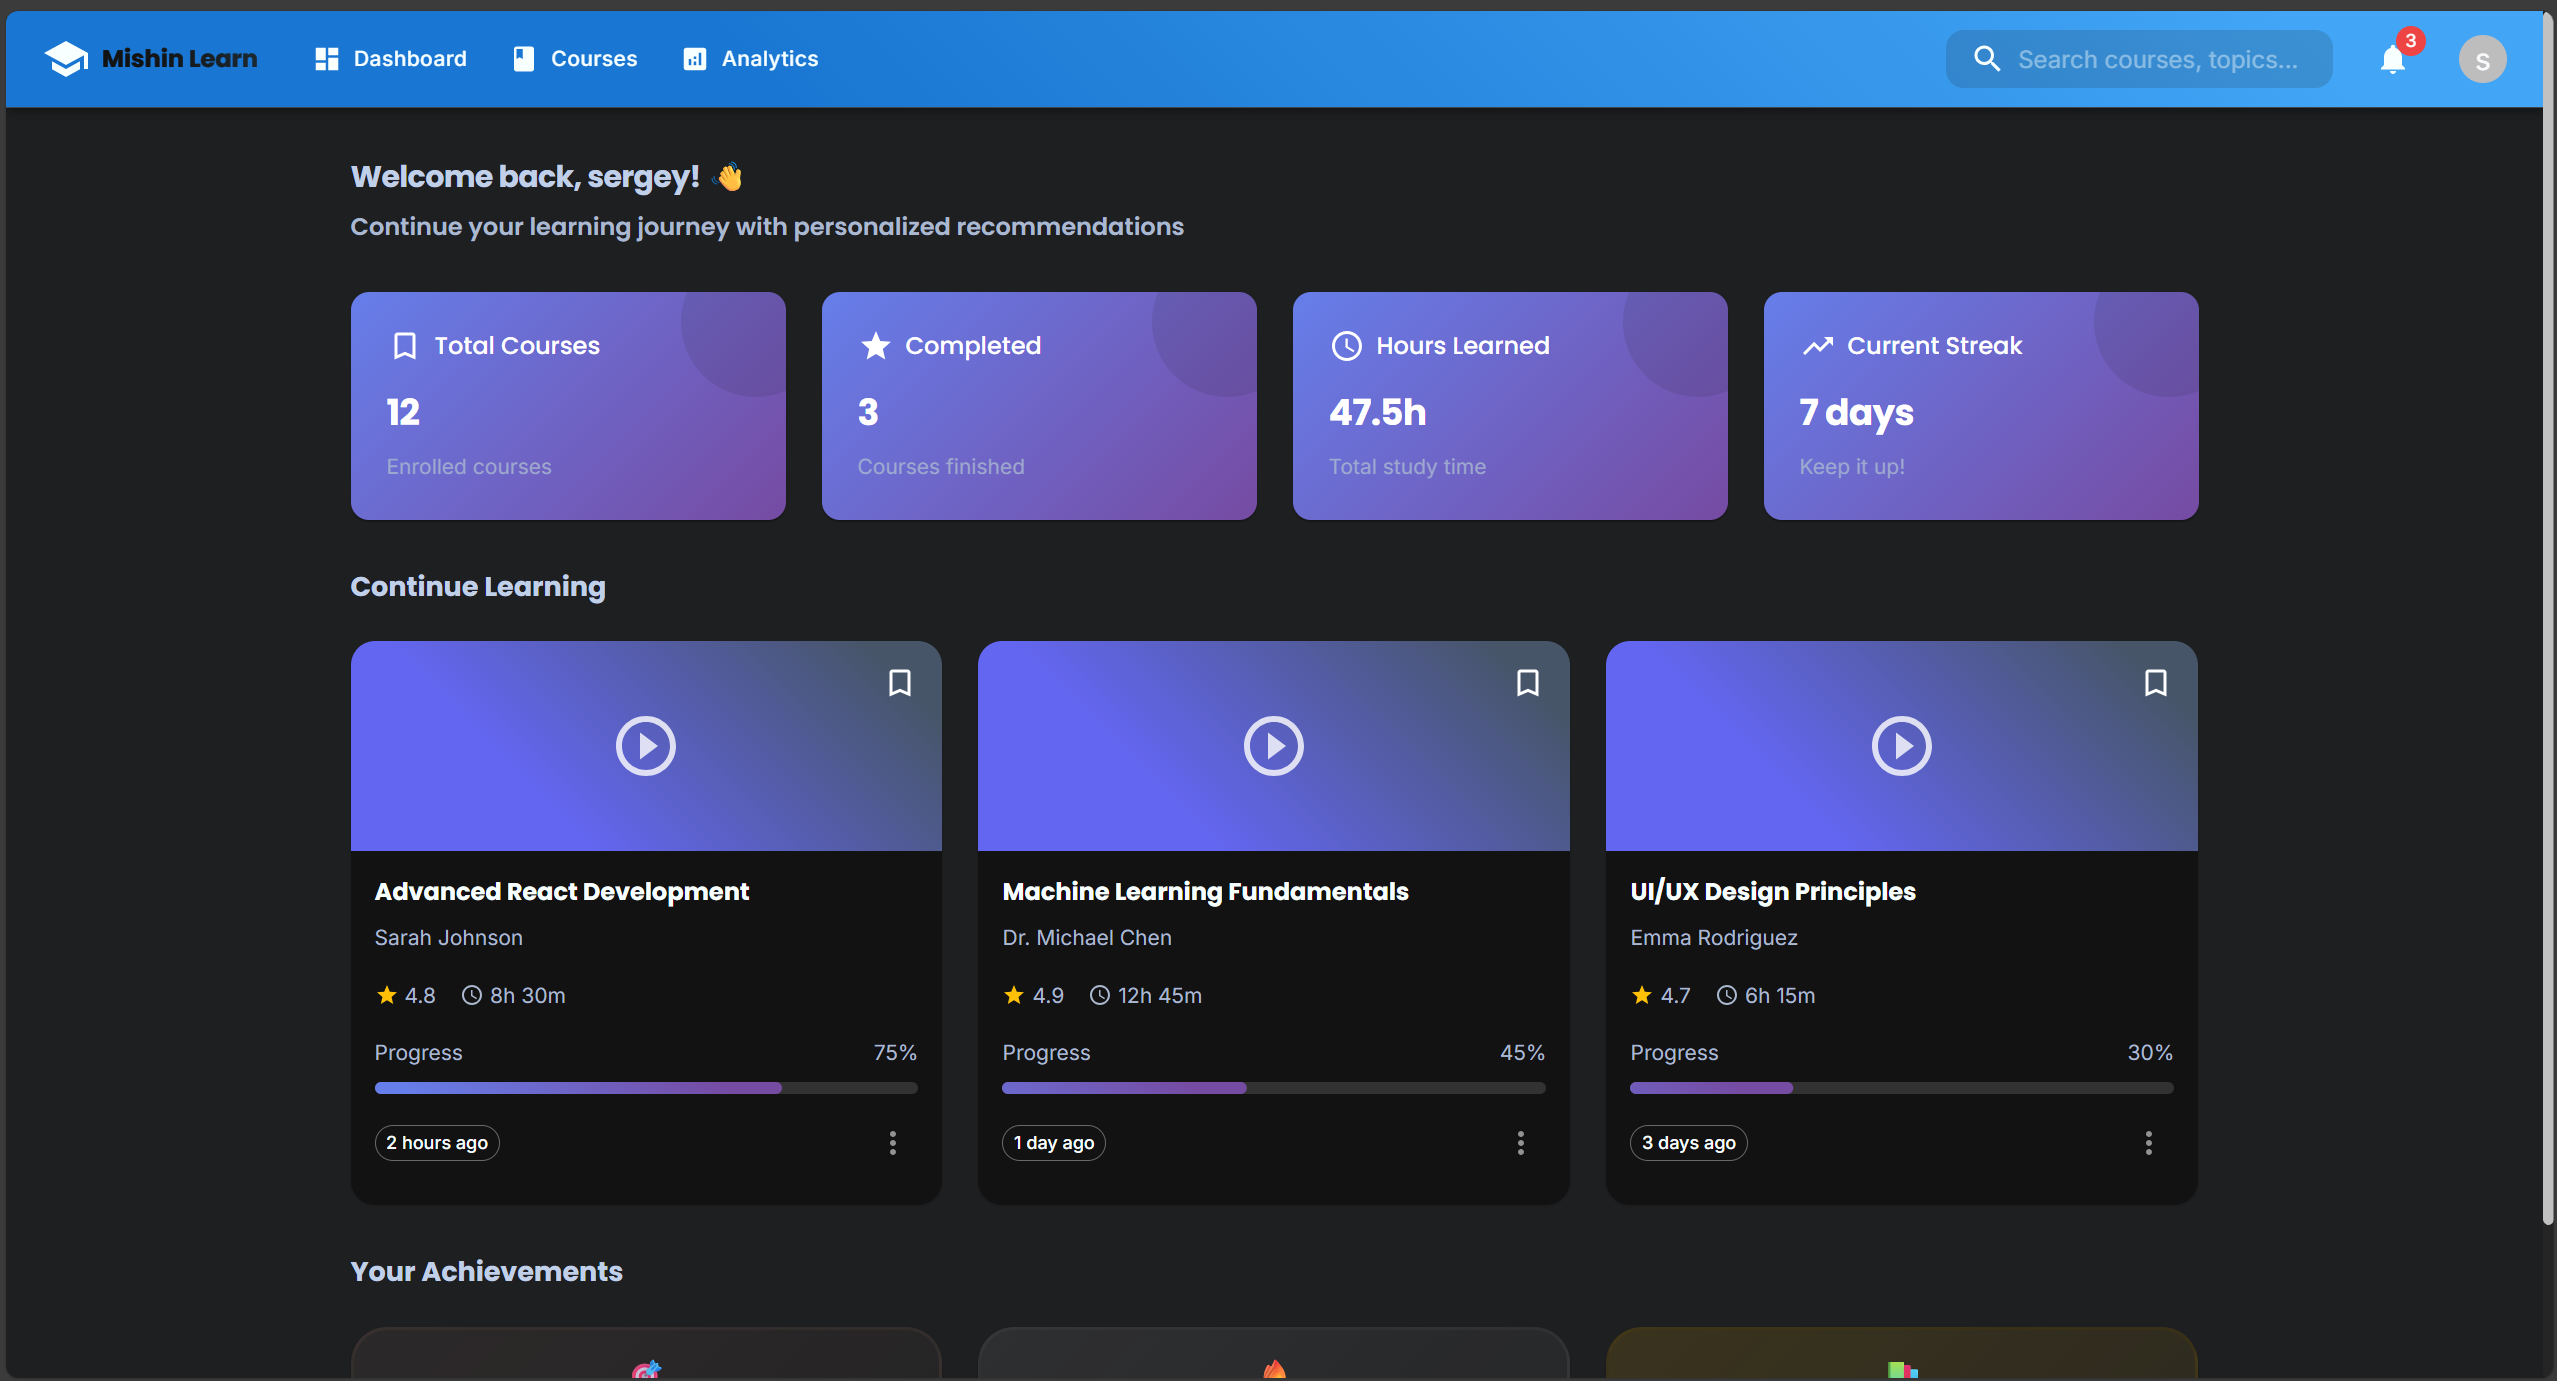 Mishin Learn
Dashboard
Courses
Analytics
Search courses, topics...
3
S
Welcome back, sergey! 👋
Continue your learning journey with personalized recommendations
Total Courses
12
Enrolled courses
Completed
3
Courses finished
Hours Learned
47.5h
Total study time
Current Streak
7 days
Keep it up!
Continue Learning
Advanced React Development
Sarah Johnson
4.8 8h 30m
Progress 75%
2 hours ago
Machine Learning Fundamentals
Dr. Michael Chen
4.9 12h 45m
Progress 45%
1 day ago
UI/UX Design Principles
Emma Rodriguez
4.7 6h 15m
Progress 30%
3 days ago
Your Achievements